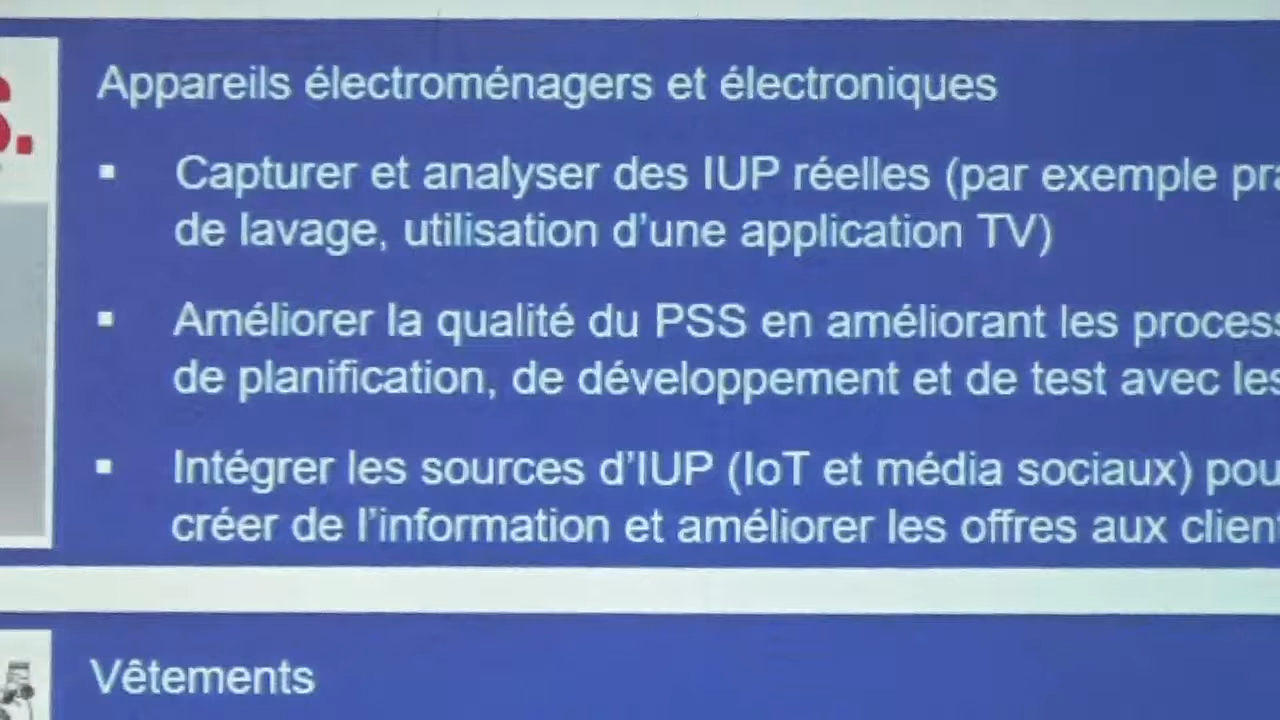 Appareils électroménagers et électroniques
▪ Capturer et analyser des IUP réelles (par exemple
de lavage, utilisation d’une application TV)
▪ Améliorer la qualité du PSS en améliorant les
de planification, de développement et de test avec
▪ Intégrer les sources d’IUP (IoT et média sociaux)
créer de l’information et améliorer les offres aux
Vêtements